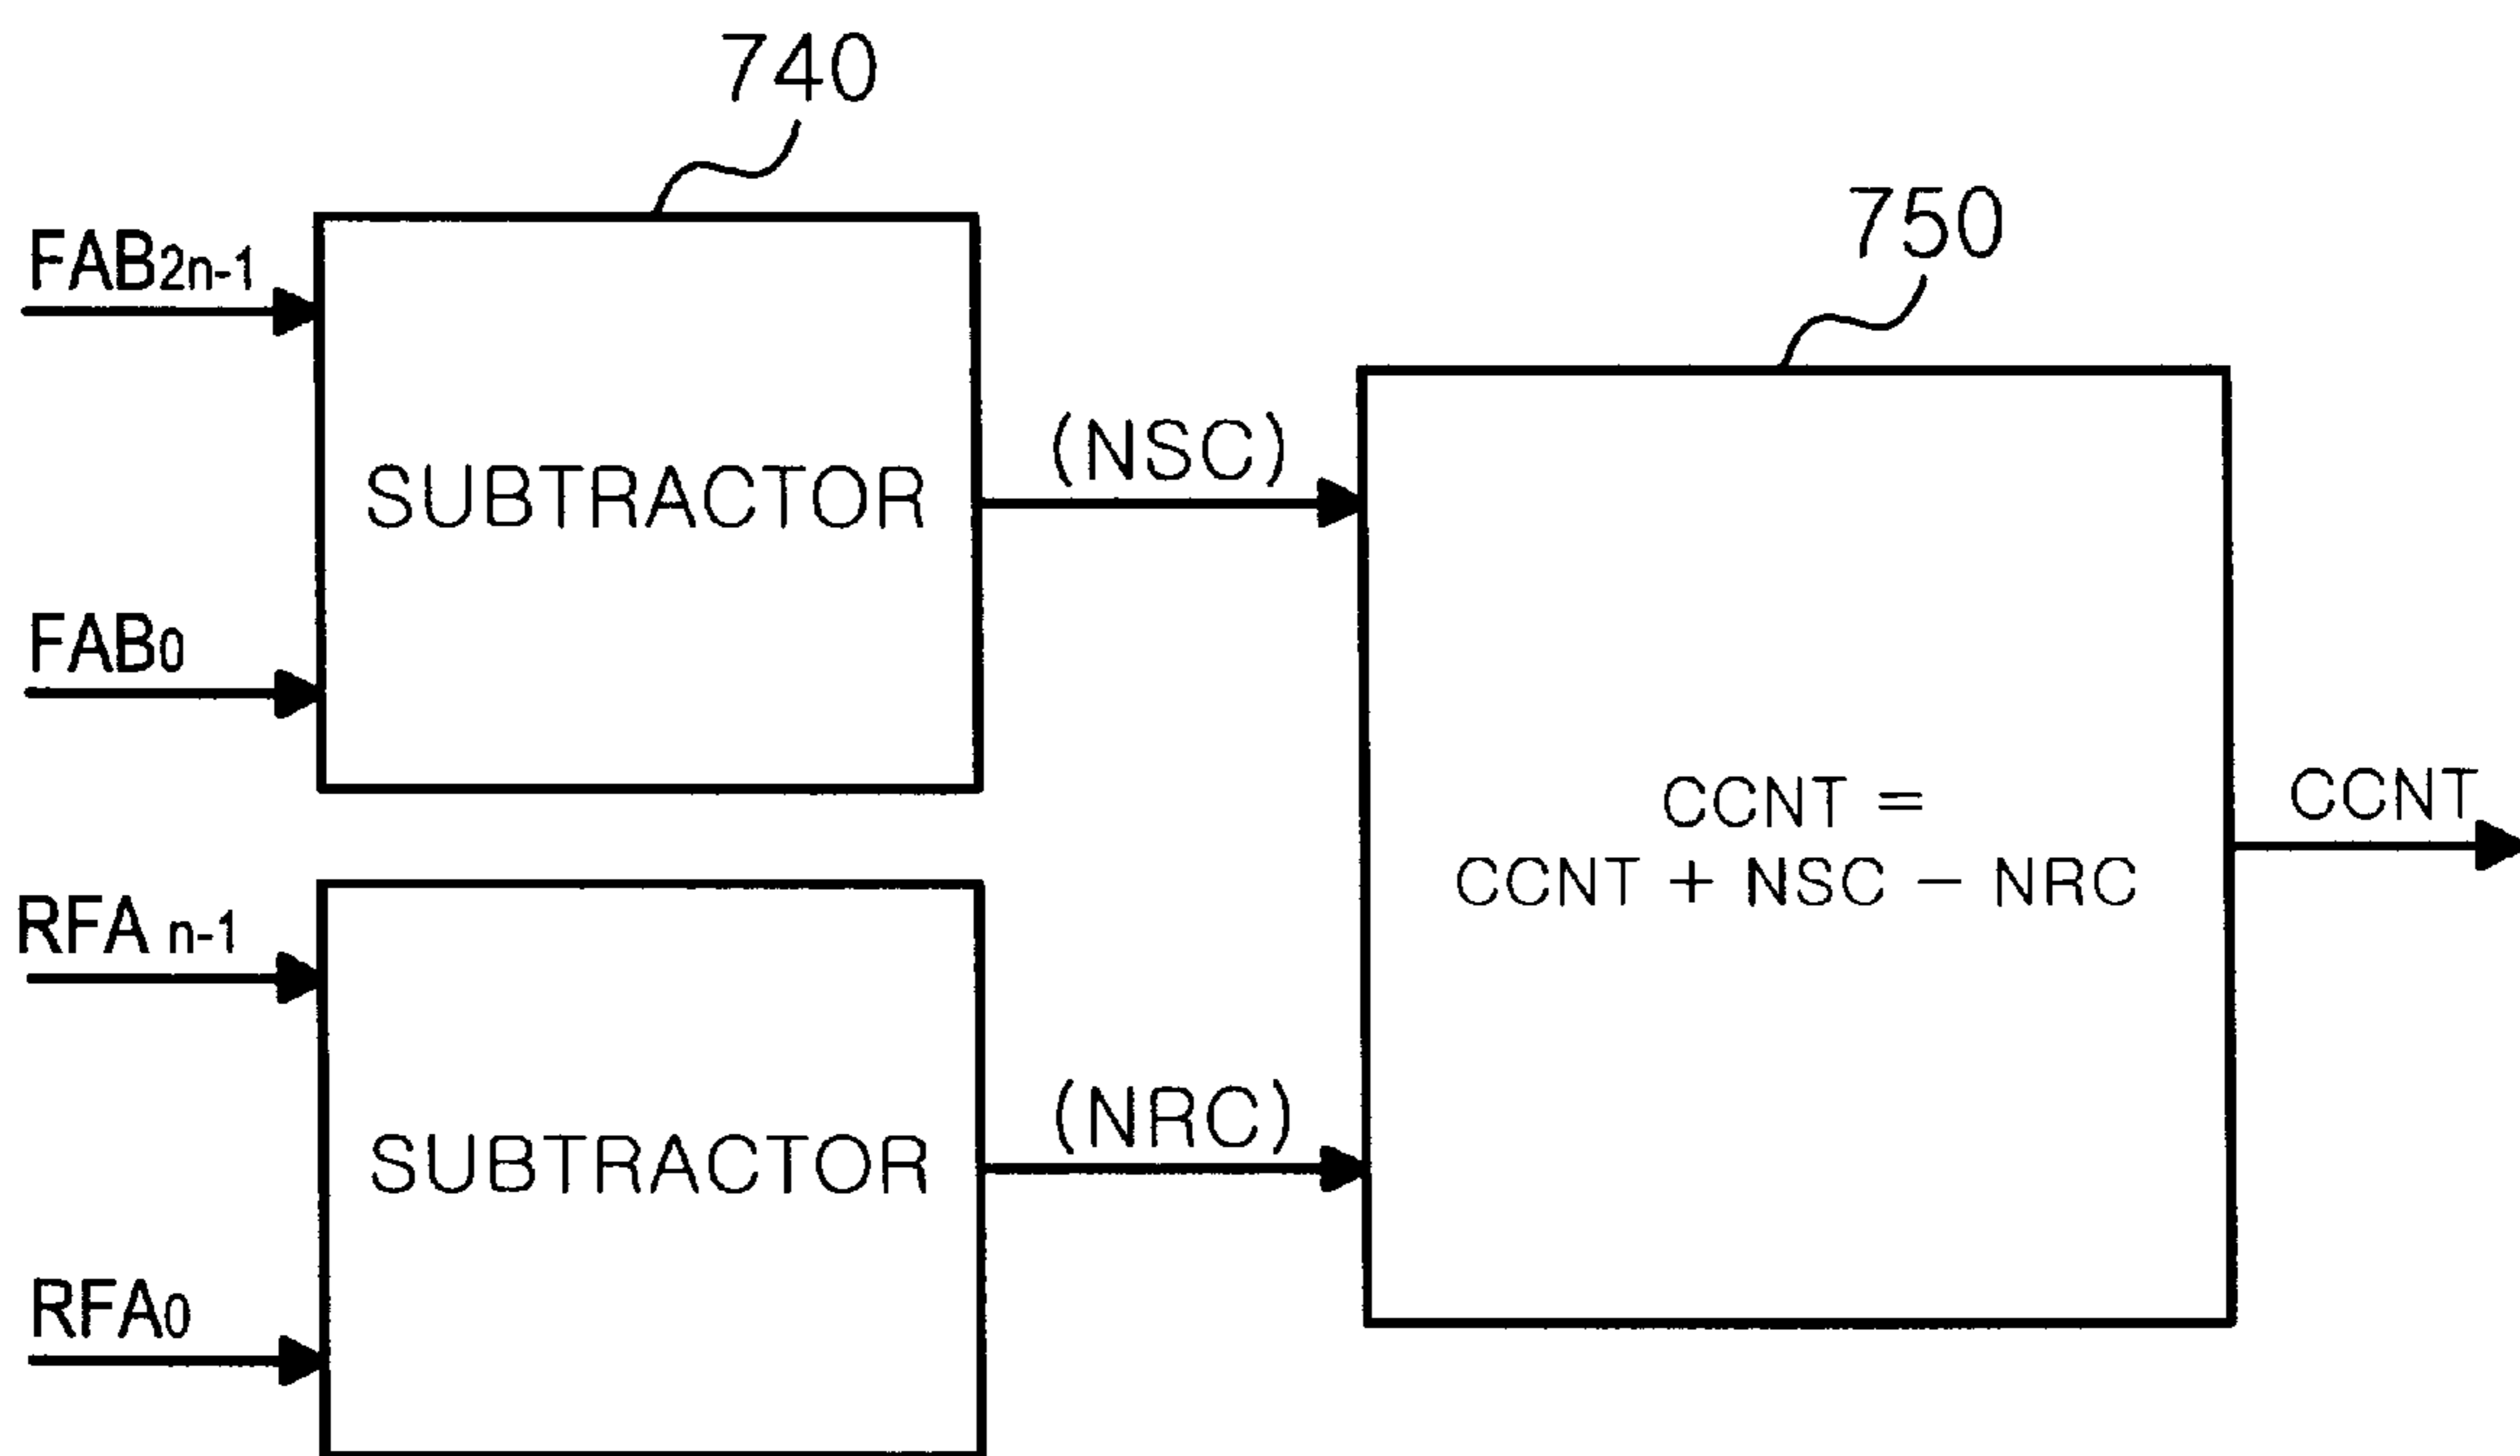 740
750
FAB2n-1
SUBTRACTOR
(NSC)
FAB0
CCNT =
CCNT + NSC − NRC
CCNT
RFA n-1
SUBTRACTOR
(NRC)
RFA0